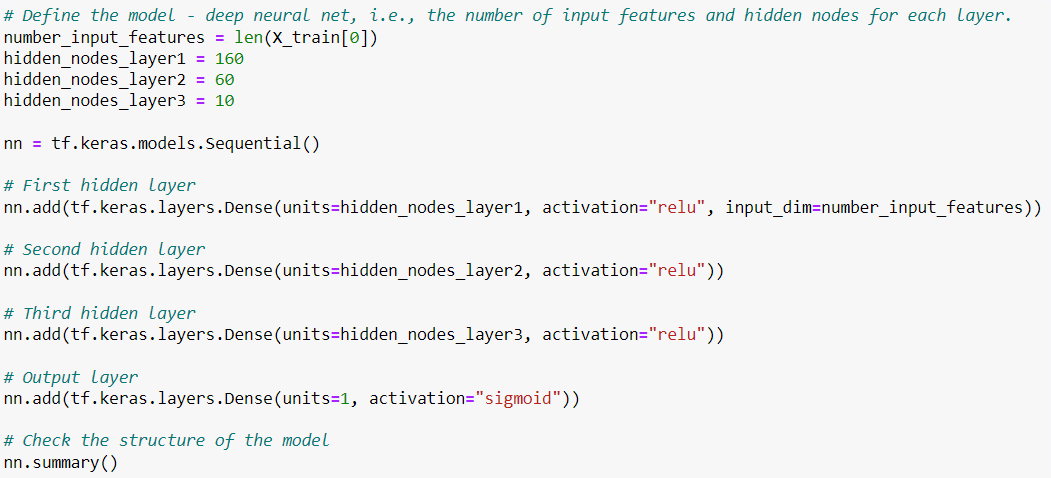 # Define the model - deep neural net, i.e., the number of input features and hidden nodes for each layer.
number_input_features = len(X_train[0])
hidden_nodes_layer1 = 160
hidden_nodes_layer2 = 60
hidden_nodes_layer3 = 10
nn = tf.keras.models.Sequential()
# First hidden layer
nn.add(tf.keras.layers.Dense(units=hidden_nodes_layer1, activation="relu", input_dim=number_input_features))
# Second hidden layer
nn.add(tf.keras.layers.Dense(units=hidden_nodes_layer2, activation="relu"))
# Third hidden layer
nn.add(tf.keras.layers.Dense(units=hidden_nodes_layer3, activation="relu"))
# Output layer
nn.add(tf.keras.layers.Dense(units=1, activation="sigmoid"))
# Check the structure of the model
nn.summary()